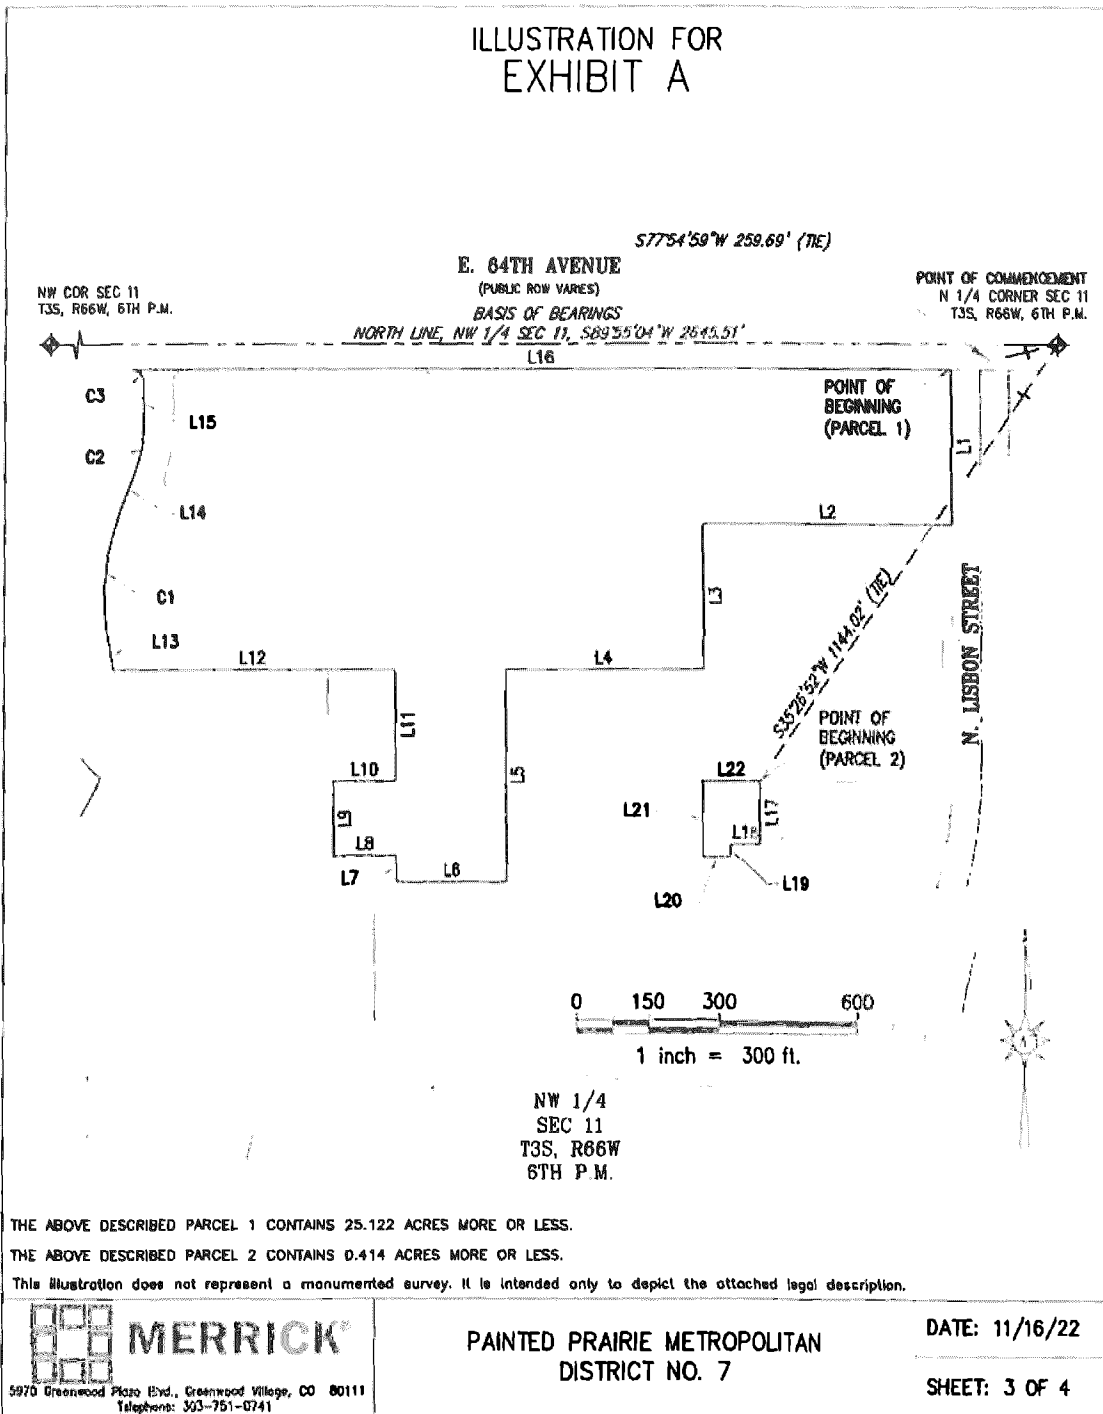 ILLUSTRATION FOR
EXHIBIT A
S77°54'59"W 259.69' (TIE)
E. 64TH AVENUE
(PUBLIC ROW VARIES)
BASIS OF BEARINGS
NORTH LINE, NW 1/4 SEC 11, S89°55'04"W 2645.51'
NW COR SEC 11
T3S, R66W, 6TH P.M.
POINT OF COMMENCEMENT
N 1/4 CORNER SEC 11
T3S, R66W, 6TH P.M.
L16
C3
L15
POINT OF
BEGINNING
(PARCEL 1)
L1
C2
L14
L2
C1
L3
S35°26'52"W 1144.02' (TIE)
N. LISBON STREET
L13
L12
L4
L11
L5
POINT OF
BEGINNING
(PARCEL 2)
L10
L22
L9
L21
L17
L18
L8
L7
L6
L19
L20
0 150 300 600
1 inch = 300 ft.
NW 1/4
SEC 11
T3S, R66W
6TH P.M.
THE ABOVE DESCRIBED PARCEL 1 CONTAINS 25.122 ACRES MORE OR LESS.
THE ABOVE DESCRIBED PARCEL 2 CONTAINS 0.414 ACRES MORE OR LESS.
This illustration does not represent a monumented survey. It is intended only to depict the attached legal description.
MERRICK®
5970 Greenwood Plaza Blvd., Greenwood Village, CO 80111
Telephone: 303-751-0741
PAINTED PRAIRIE METROPOLITAN
DISTRICT NO. 7
DATE: 11/16/22
SHEET: 3 OF 4